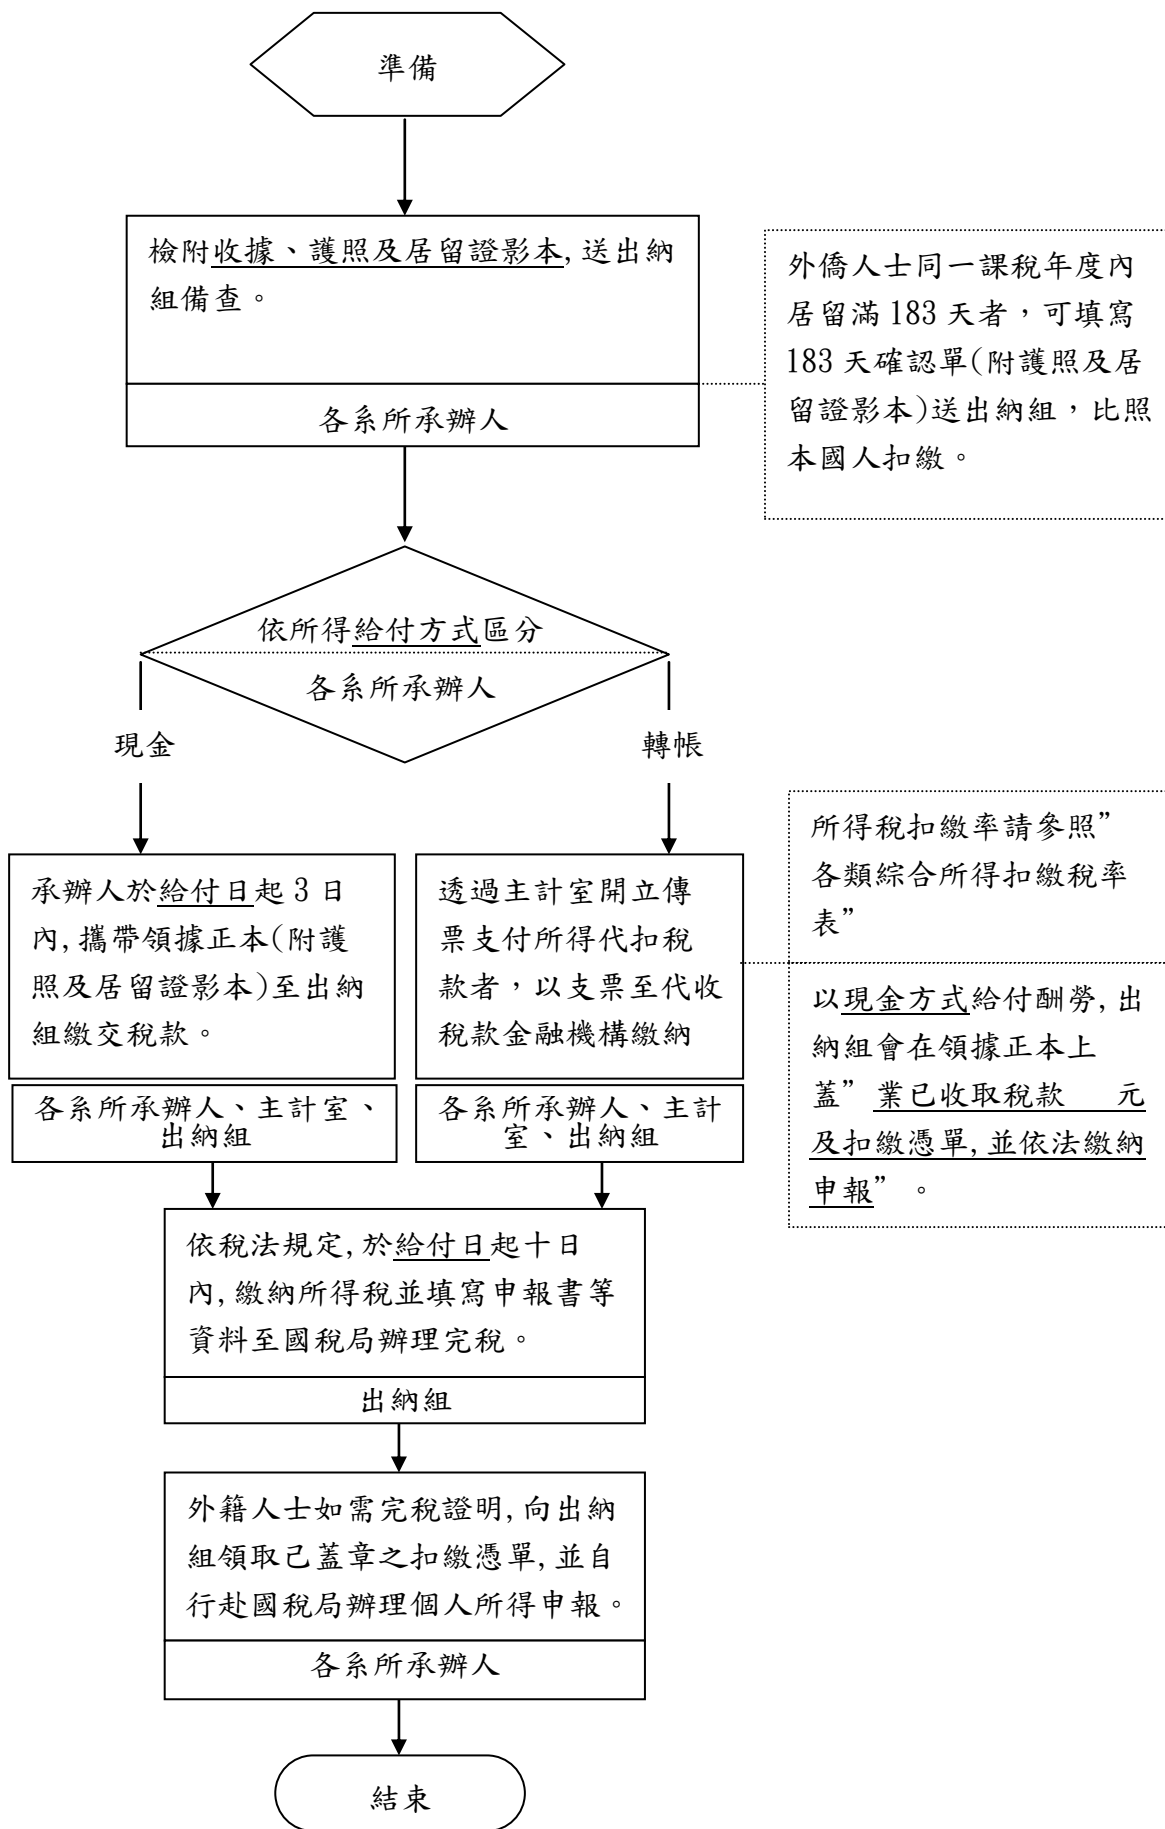 準備
檢附收據、護照及居留證影本,送出納
組備查。
各系所承辦人
外僑人士同一課稅年度內
居留滿 183 天者，可填寫
183 天確認單(附護照及居
留證影本)送出納組，比照
本國人扣繳。
依所得給付方式區分
各系所承辦人
現金
轉帳
承辦人於給付日起 3 日
內,攜帶領據正本(附護
照及居留證影本)至出納
組繳交稅款。
各系所承辦人、主計室、
出納組
透過主計室開立傳
票支付所得代扣稅
款者，以支票至代收
稅款金融機構繳納
各系所承辦人、主計
室、出納組
所得稅扣繳率請參照”
各類綜合所得扣繳稅率
表”
以現金方式給付酬勞,出
納組會在領據正本上
蓋”業已收取稅款　元
及扣繳憑單,並依法繳納
申報”。
依稅法規定,於給付日起十日
內,繳納所得稅並填寫申報書等
資料至國稅局辦理完稅。
出納組
外籍人士如需完稅證明,向出納
組領取己蓋章之扣繳憑單,並自
行赴國稅局辦理個人所得申報。
各系所承辦人
結束